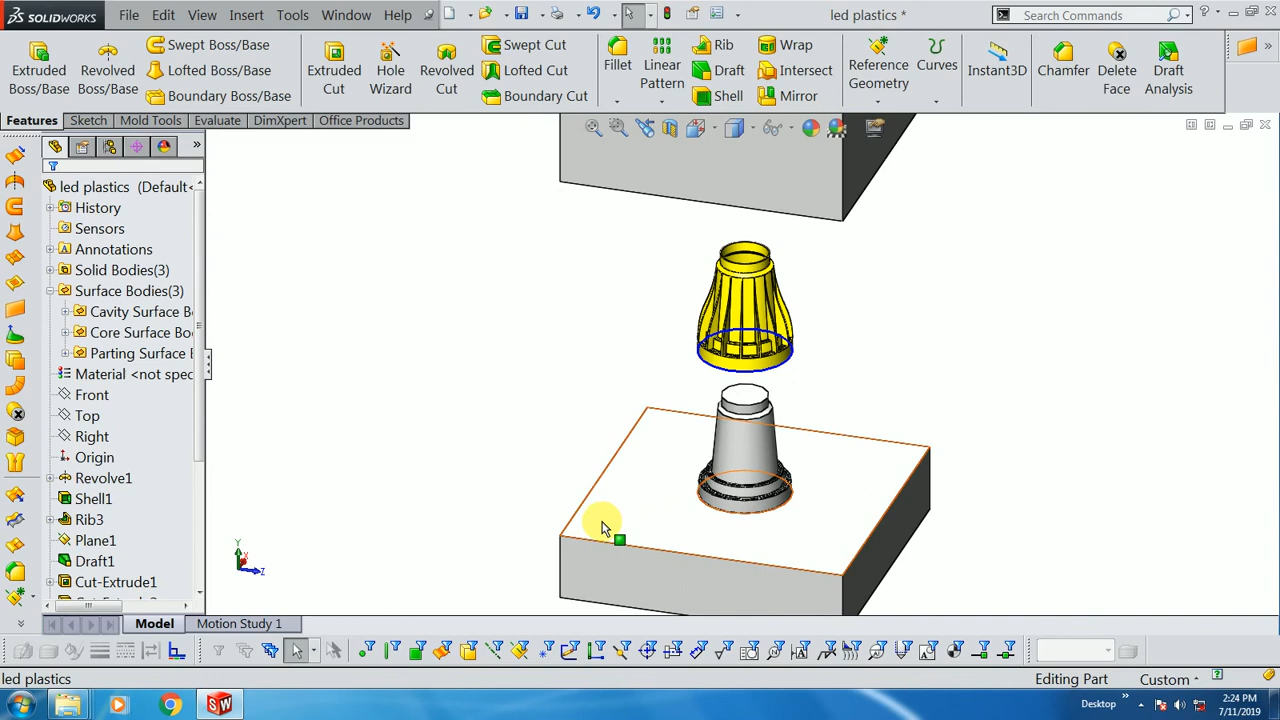 SOLIDWORKS File Edit View Insert Tools Window Help led plastics * Search Commands
Extruded Boss/Base Revolved Boss/Base Swept Boss/Base Lofted Boss/Base Boundary Boss/Base Extruded Cut Hole Wizard Revolved Cut Swept Cut Lofted Cut Boundary Cut Fillet Linear Pattern Rib Draft Shell Wrap Intersect Mirror Reference Geometry Curves Instant3D Chamfer Delete Face Draft Analysis
Features Sketch Mold Tools Evaluate DimXpert Office Products
led plastics (Default<
History
Sensors
Annotations
Solid Bodies(3)
Surface Bodies(3)
Cavity Surface Bo
Core Surface Bo
Parting Surface
Material <not spec
Front
Top
Right
Origin
Revolve1
Shell1
Rib3
Plane1
Draft1
Cut-Extrude1
Y
X
Z
Model Motion Study 1
led plastics Editing Part Custom
Desktop 2:24 PM
7/11/2019